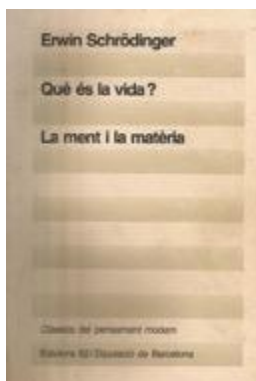 Erwin Schrödinger
Què és la vida?
La ment i la matèria
Clàssics del pensament modern
Edicions 62/Diputació de Barcelona